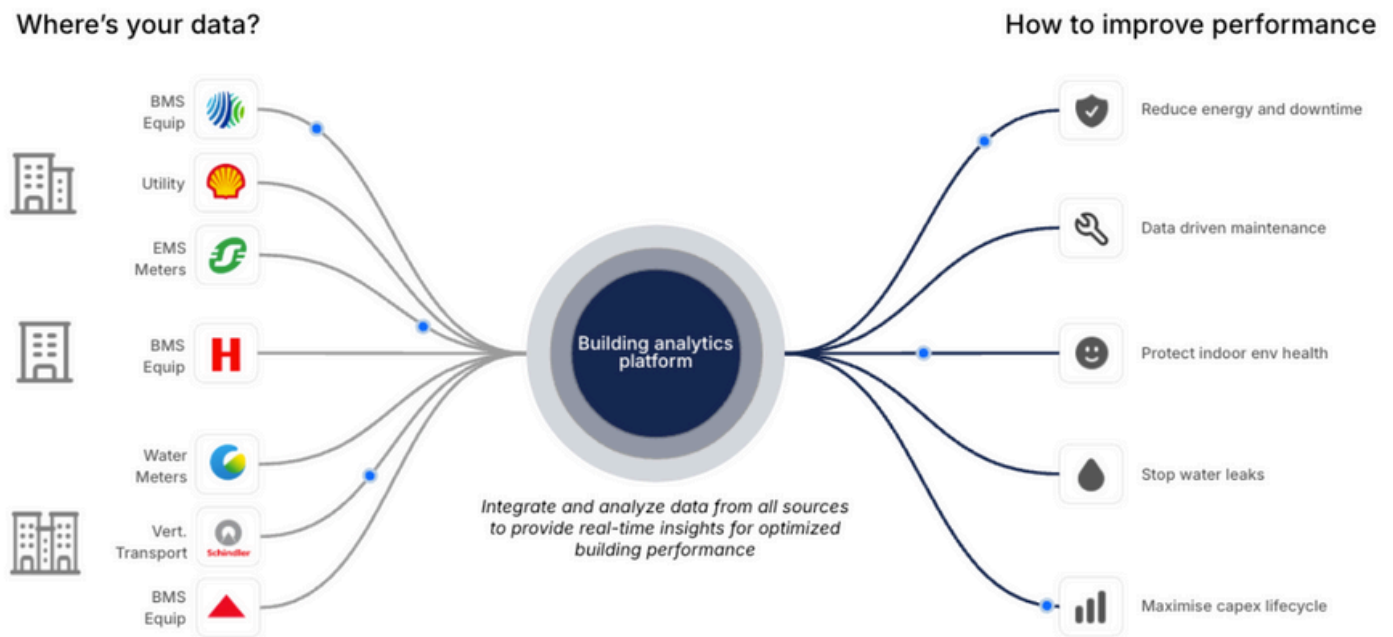 Where's your data?
How to improve performance
BMS
Equip
Utility
EMS
Meters
BMS
Equip
H
Water
Meters
Vert.
Transport
Schindler
BMS
Equip
Building analytics
platform
Integrate and analyze data from all sources
to provide real-time insights for optimized
building performance
Reduce energy and downtime
Data driven maintenance
Protect indoor env health
Stop water leaks
Maximise capex lifecycle